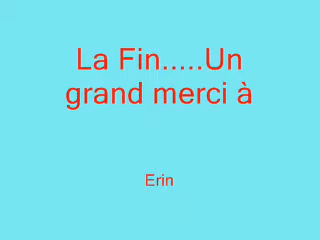 La Fin.....Un
grand merci à
Erin